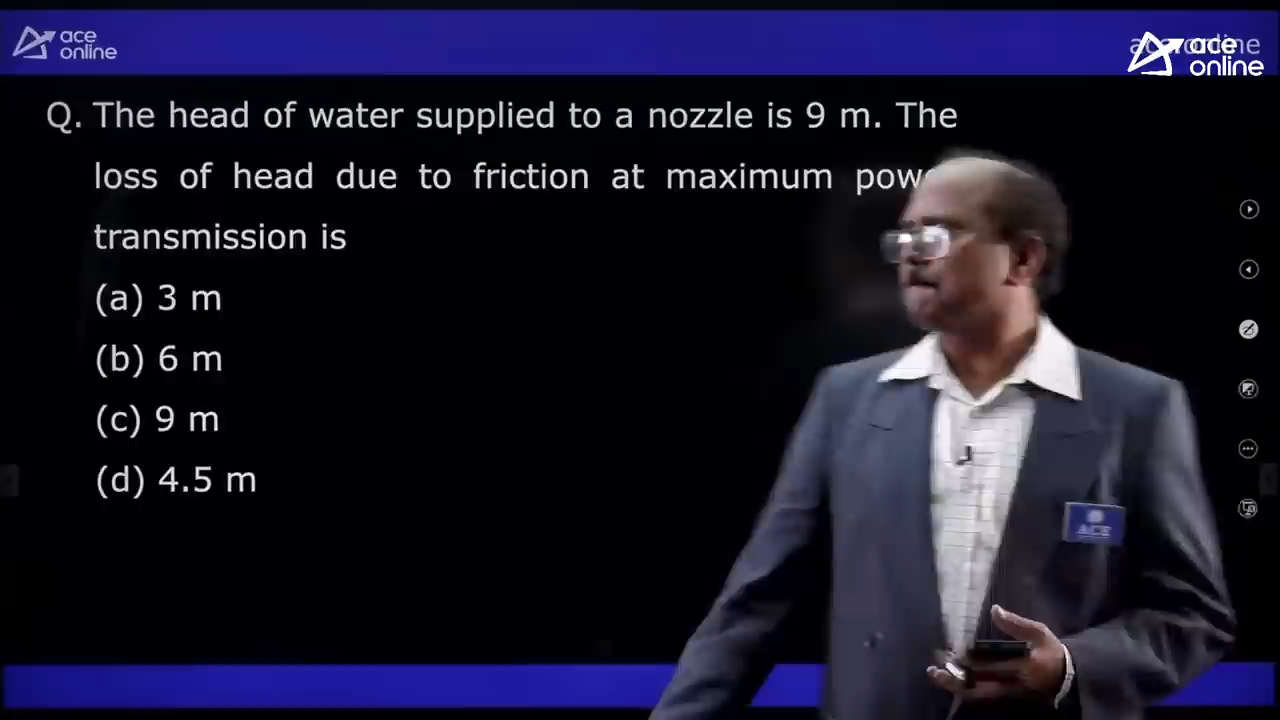 ace
online
ace
online
Q. The head of water supplied to a nozzle is 9 m. The
loss of head due to friction at maximum
transmission is
(a) 3 m
(b) 6 m
(c) 9 m
(d) 4.5 m
ACE